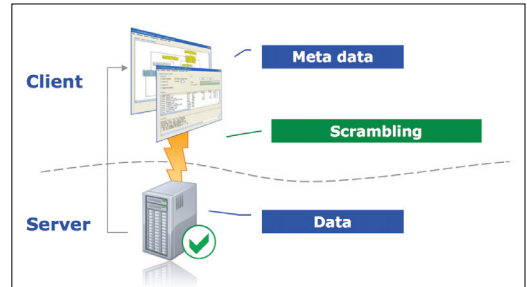 Meta data
Client
Scrambling
Server
Data